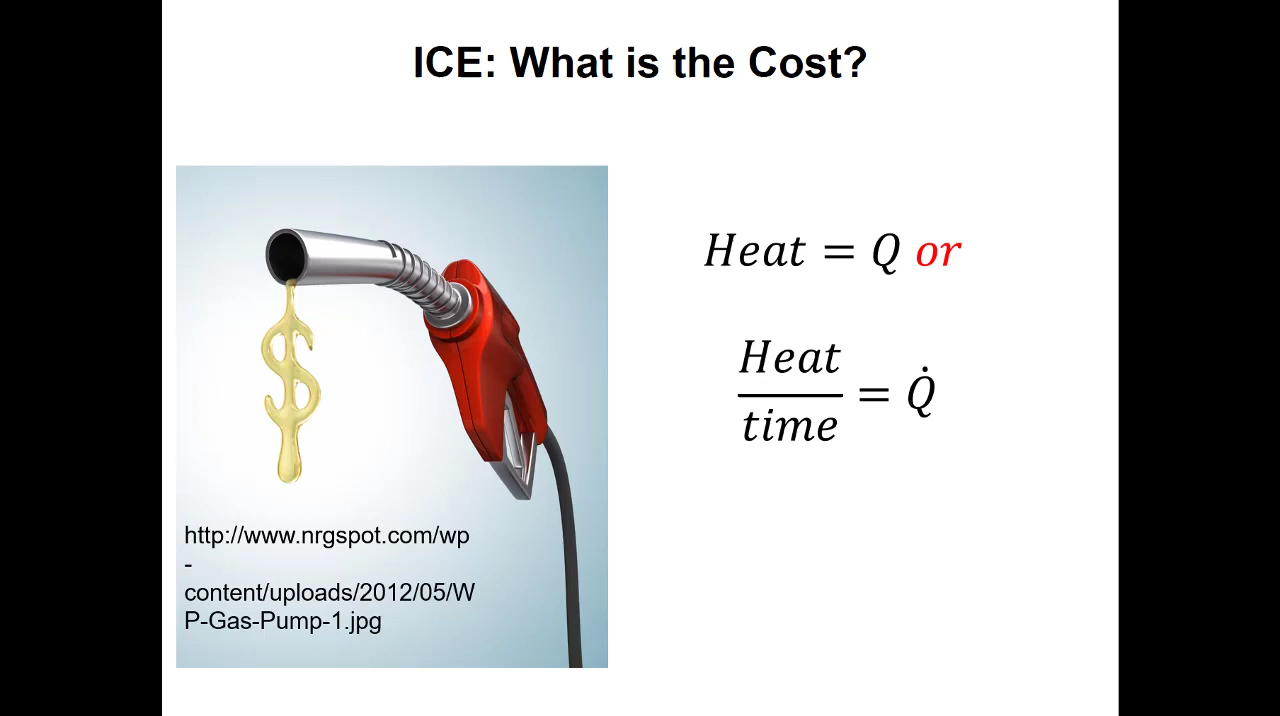 ICE: What is the Cost?
$
http://www.nrgspot.com/wp
-
content/uploads/2012/05/W
P-Gas-Pump-1.jpg
Heat = Q or
Heat
time
= Q̇